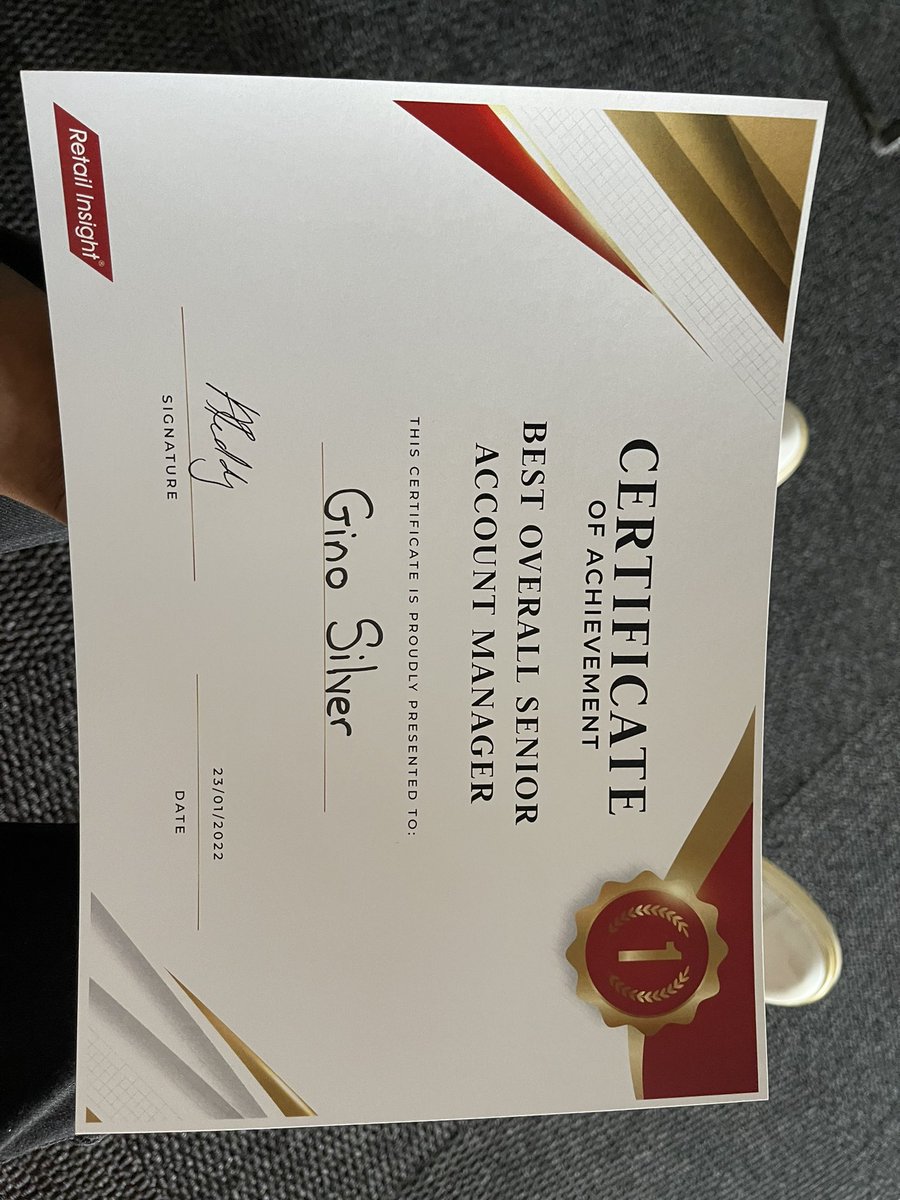 CERTIFICATE
OF ACHIEVEMENT
1
BEST OVERALL SENIOR
ACCOUNT MANAGER
THIS CERTIFICATE IS PROUDLY PRESENTED TO:
Gino Silver
23/01/2022
SIGNATURE
DATE
Retail Insight®